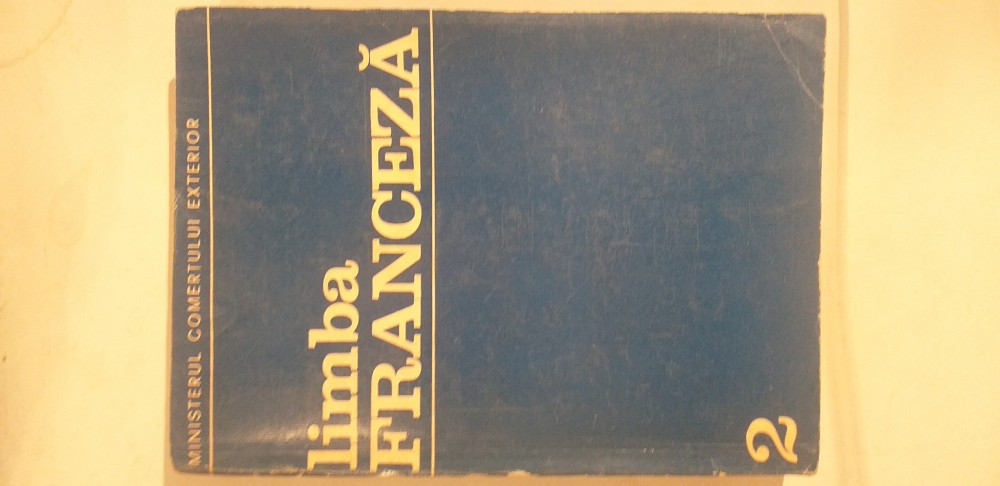 MINISTERUL COMERTULUI EXTERIOR
limba
FRANCEZĂ
2